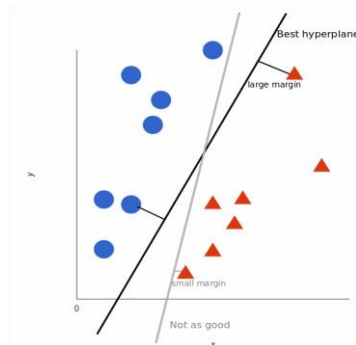 Best hyperplane
large margin
y
small margin
0
Not as good
x